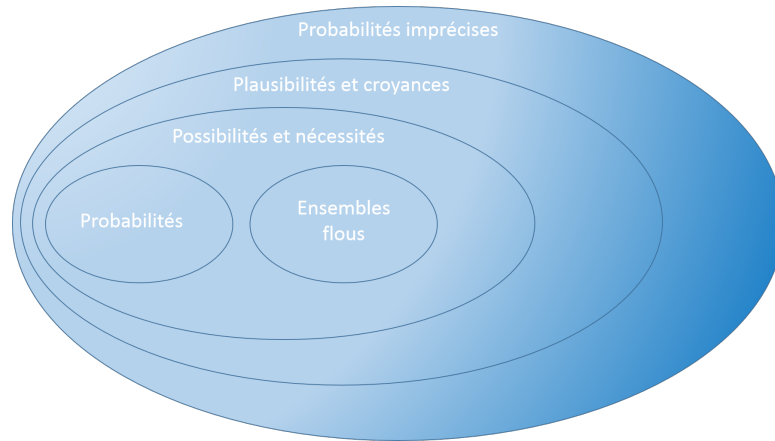 Probabilités imprécises
Plausibilités et croyances
Possibilités et nécessités
Probabilités
Ensembles
flous